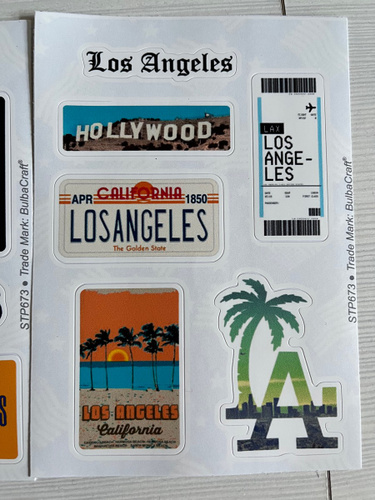 Los Angeles
HOLLYWOOD
LAX
LOS
ANGE-
LES
CALIFORNIA
APR 1850
LOSANGELES
The Golden State
LOS ANGELES
California
LA
STP673 • Trade Mark: BulbaCraft®
STP673 • Trade Mark: BulbaCraft®